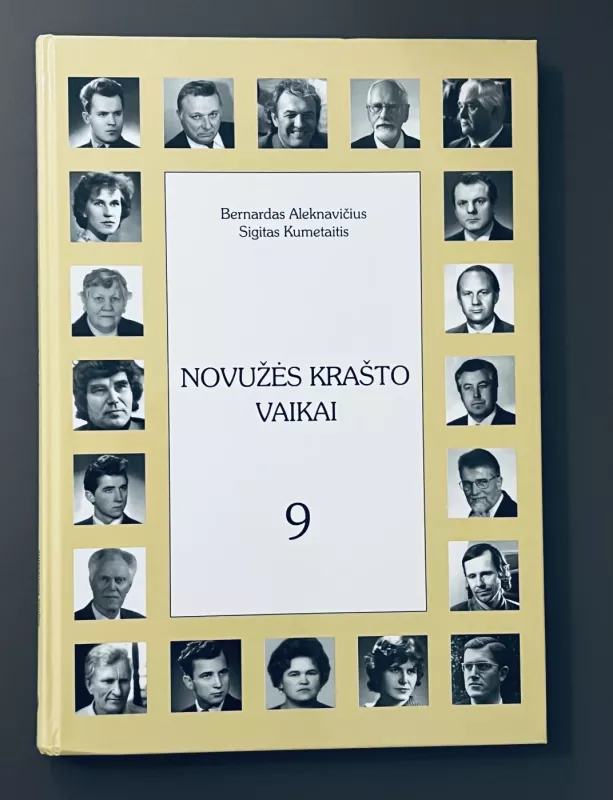 Bernardas Aleknavičius
Sigitas Kumetaitis
NOVUŽĖS KRAŠTO
VAIKAI
9